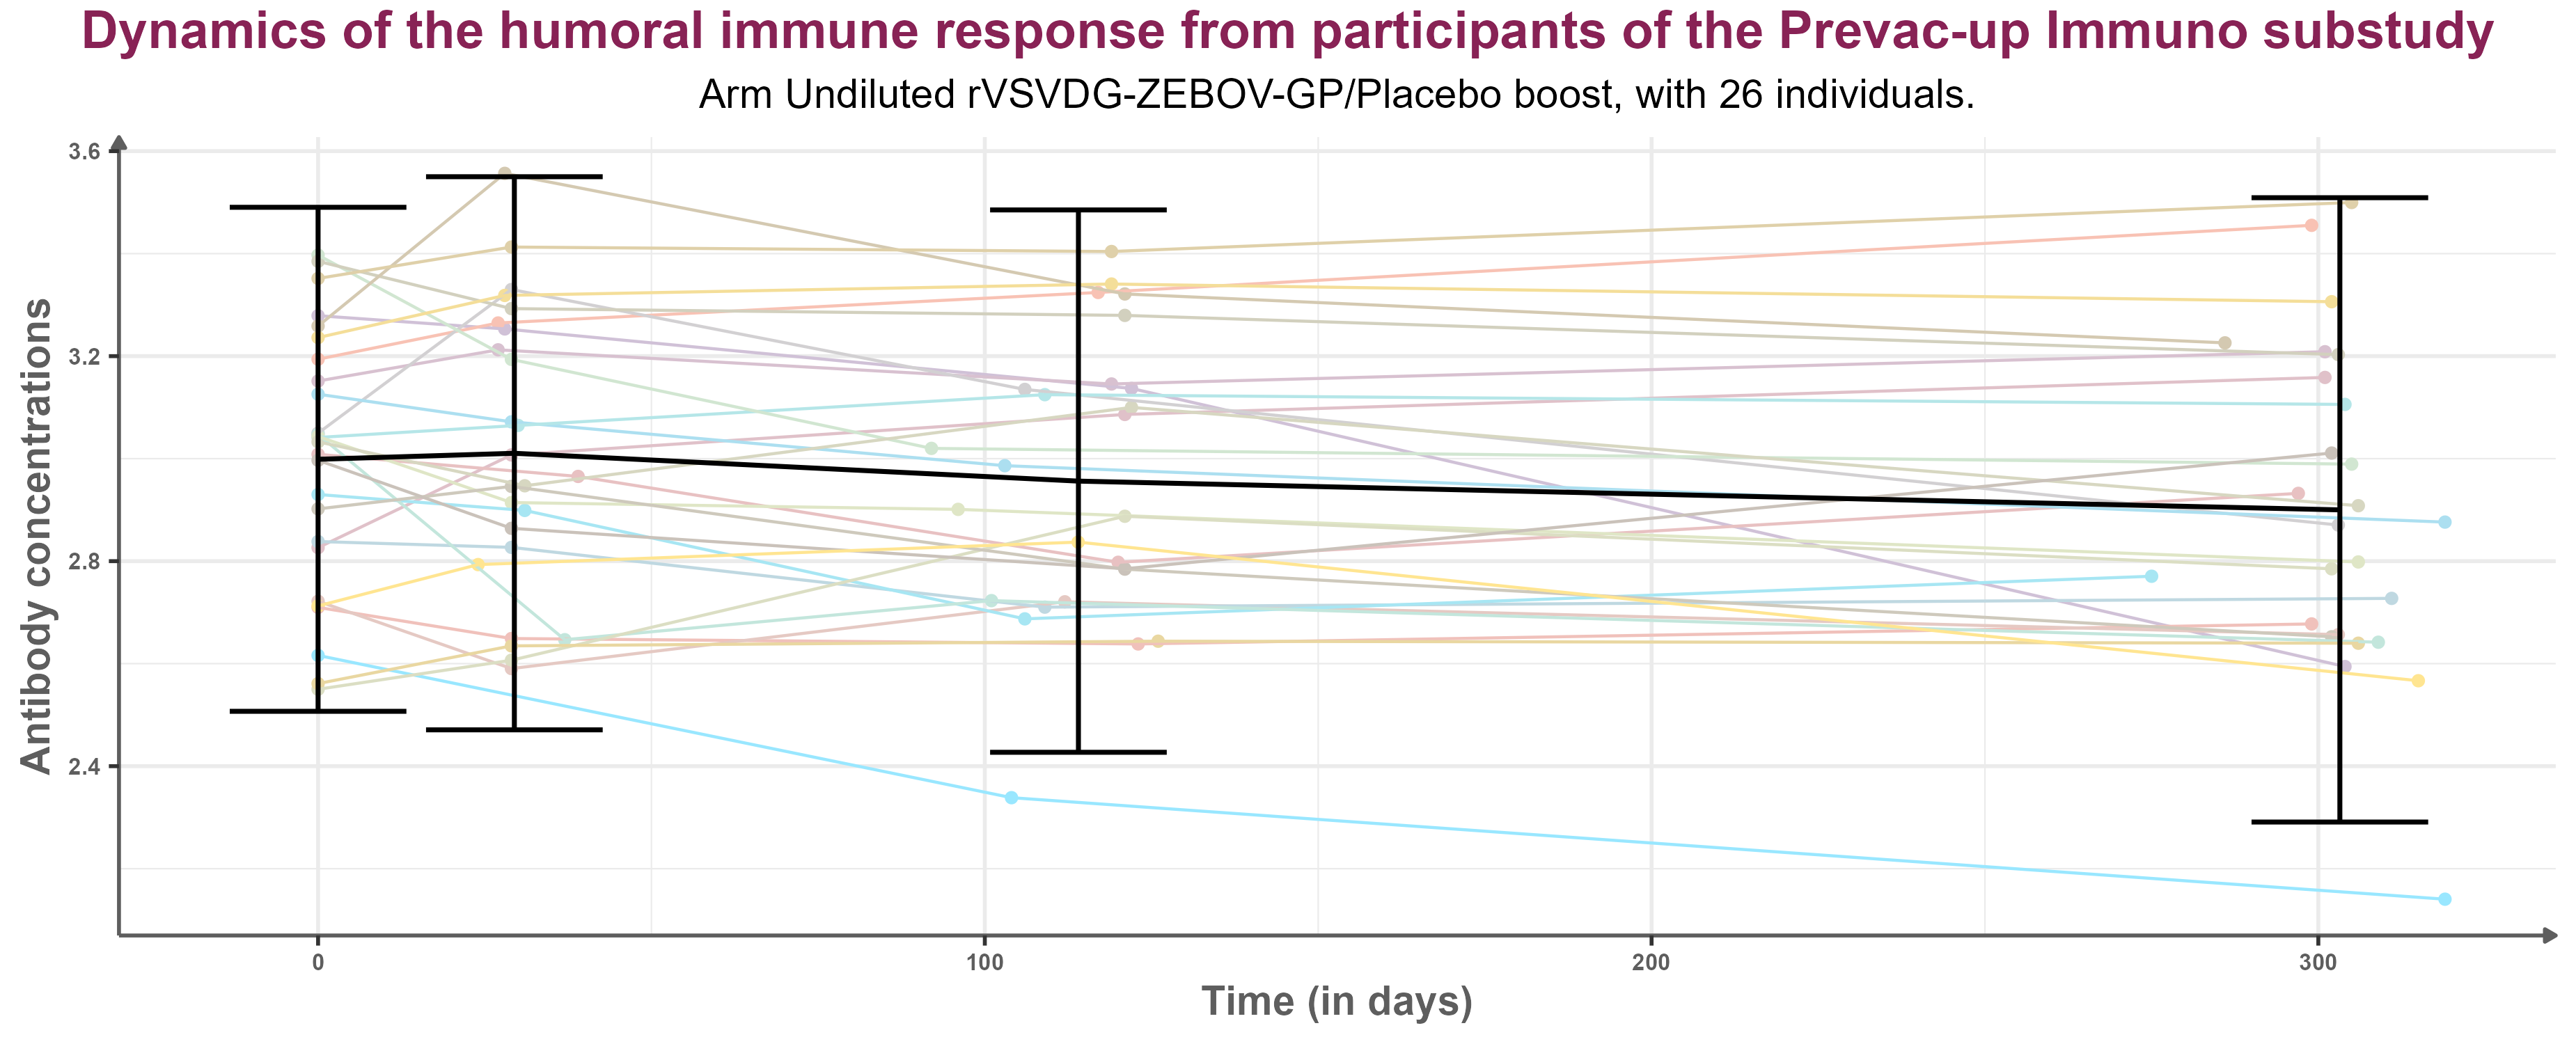 Dynamics of the humoral immune response from participants of the Prevac-up Immuno substudy
Arm Undiluted rVSVDG-ZEBOV-GP/Placebo boost, with 26 individuals.
Antibody concentrations
3.6
3.2
2.8
2.4
0 100 200 300
Time (in days)